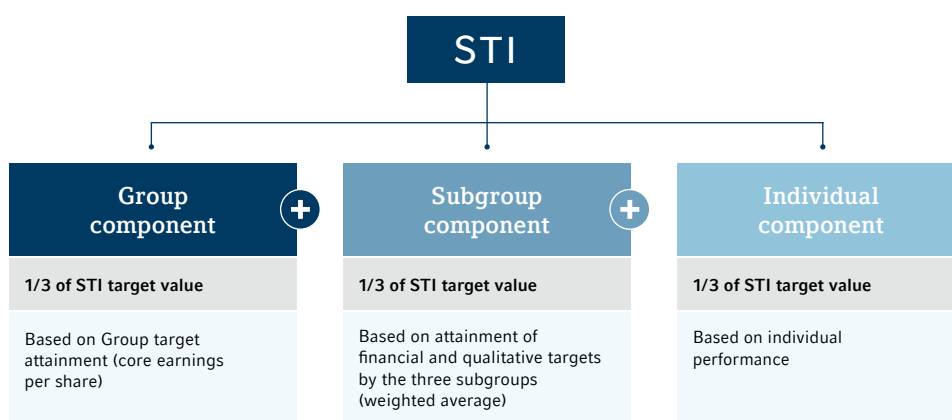 STI
Group
component
+
Subgroup
component
+
Individual
component
1/3 of STI target value
1/3 of STI target value
1/3 of STI target value
Based on Group target
attainment (core earnings
per share)
Based on attainment of
financial and qualitative targets
by the three subgroups
(weighted average)
Based on individual
performance